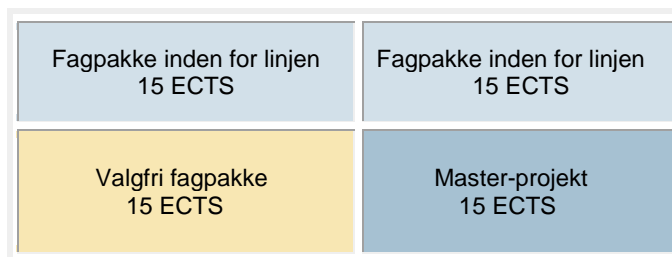 Fagpakke inden for linjen
15 ECTS
Fagpakke inden for linjen
15 ECTS
Valgfri fagpakke
15 ECTS
Master-projekt
15 ECTS